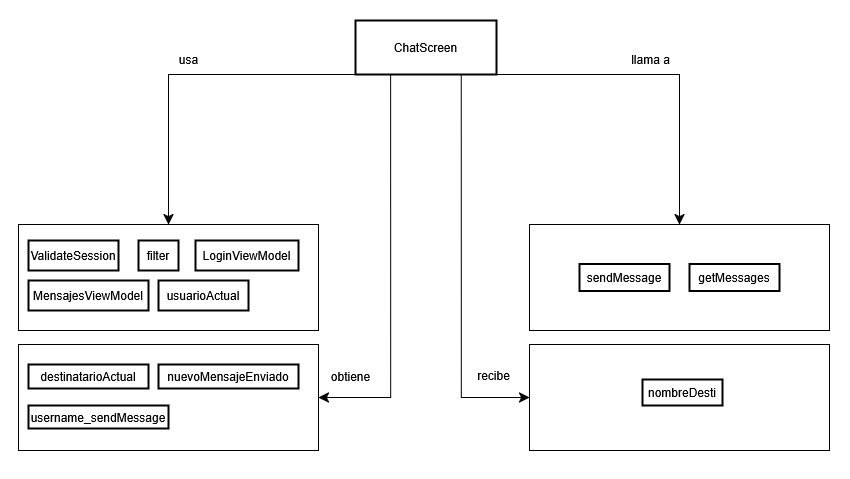 ChatScreen
usa
llama a
ValidateSession
filter
LoginViewModel
MensajesViewModel
usuarioActual
sendMessage
getMessages
destinatarioActual
nuevoMensajeEnviado
username_sendMessage
obtiene
recibe
nombreDesti